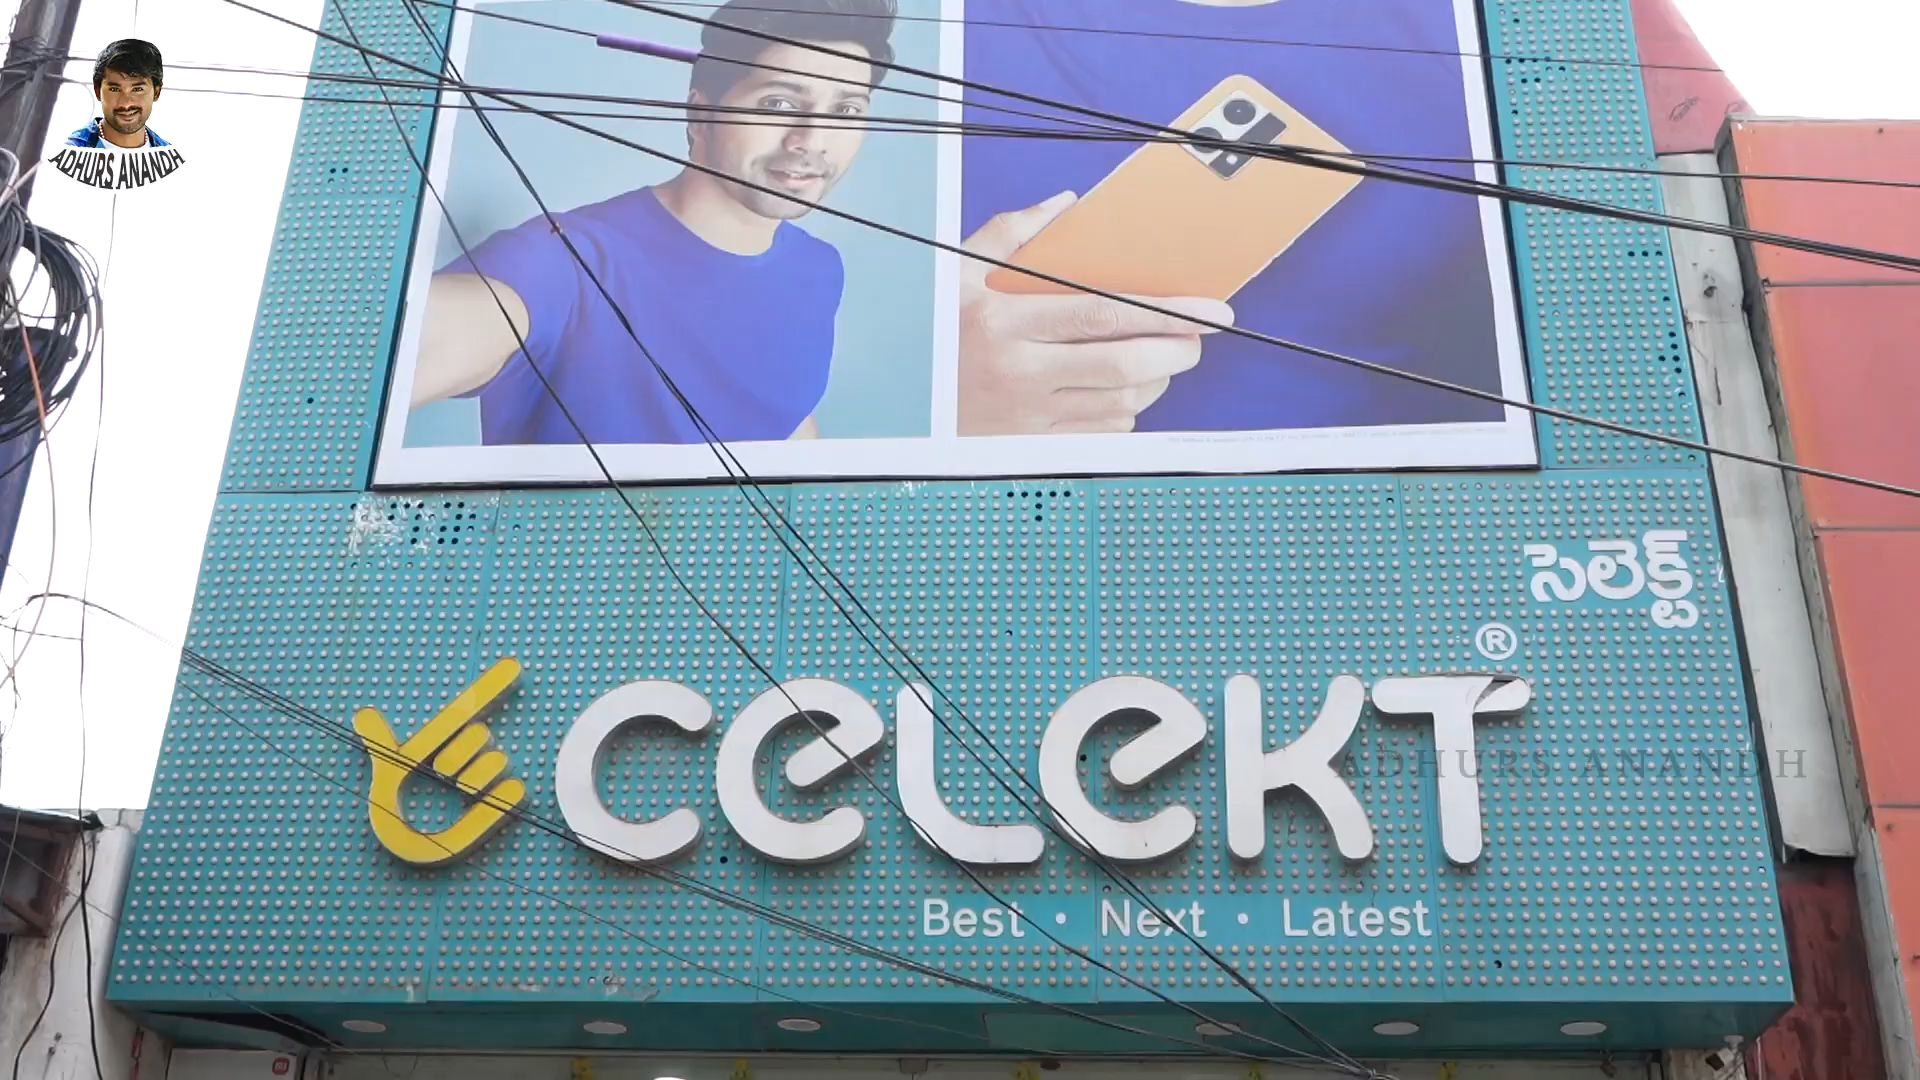 ADHURS ANANDH
సెలెక్ట్
CELEKT®
ADHURS ANANDH
Best • Next • Latest